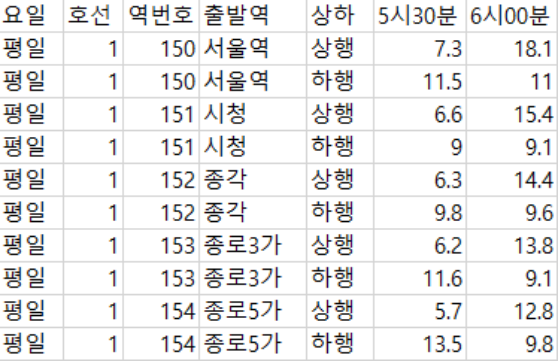 요일 호선 역번호 출발역 상하 5시30분 6시00분
평일 1 150 서울역 상행 7.3 18.1
평일 1 150 서울역 하행 11.5 11
평일 1 151 시청 상행 6.6 15.4
평일 1 151 시청 하행 9 9.1
평일 1 152 종각 상행 6.3 14.4
평일 1 152 종각 하행 9.8 9.6
평일 1 153 종로3가 상행 6.2 13.8
평일 1 153 종로3가 하행 11.6 9.1
평일 1 154 종로5가 상행 5.7 12.8
평일 1 154 종로5가 하행 13.5 9.8